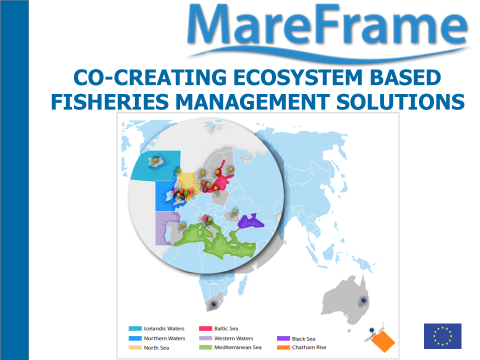 MareFrame
CO-CREATING ECOSYSTEM BASED
FISHERIES MANAGEMENT SOLUTIONS
Icelandic Waters
Northern Waters
North Sea
Baltic Sea
Western Waters
Mediterranean Sea
Black Sea
Chatham Rise